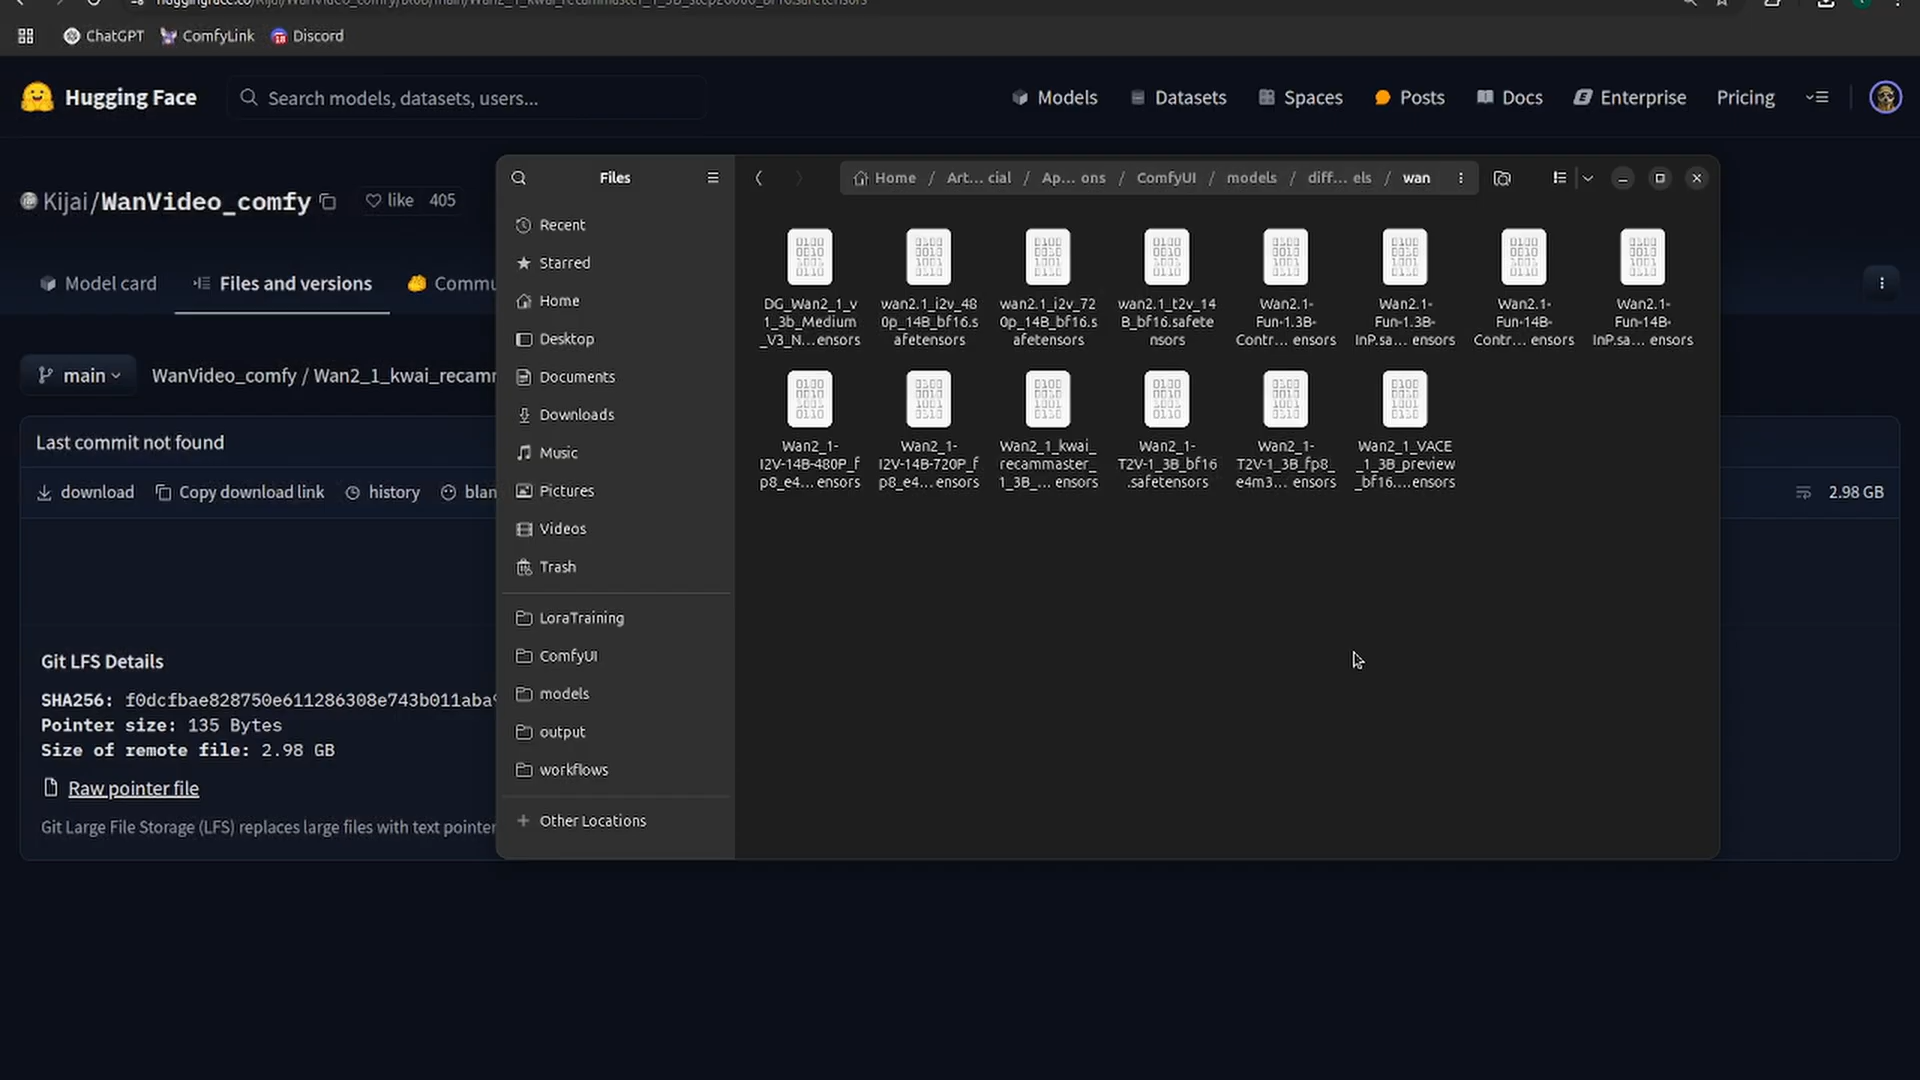 ChatGPT ComfyLink Discord
Hugging Face Search models, datasets, users... Models Datasets Spaces Posts Docs Enterprise Pricing
Kijai/WanVideo_comfy like 405
Model card Files and versions Commu
main WanVideo_comfy / Wan2_1_kwai_recamm
Last commit not found
download Copy download link history blan 2.98 GB
Git LFS Details
SHA256: f0dcfbae828750e611286308e743b011aba
Pointer size: 135 Bytes
Size of remote file: 2.98 GB
Raw pointer file
Git Large File Storage (LFS) replaces large files with text pointer
Files
Recent
Starred
Home
Desktop
Documents
Downloads
Music
Pictures
Videos
Trash
LoraTraining
ComfyUI
models
output
workflows
Other Locations
Home / Art... cial / Ap... ons / ComfyUI / models / diff... els / wan
DG_Wan2_1_v
1_3b_Medium
_V3_N...ensors
wan2.1_i2v_48
0p_14B_bf16.s
afetensors
wan2.1_i2v_72
0p_14B_bf16.s
afetensors
wan2.1_t2v_14
B_bf16.safete
nsors
Wan2.1-
Fun-1.3B-
Contr... ensors
Wan2.1-
Fun-1.3B-
InP.sa... ensors
Wan2.1-
Fun-14B-
Contr... ensors
Wan2.1-
Fun-14B-
InP.sa... ensors
Wan2_1-
I2V-14B-480P_f
p8_e4...ensors
Wan2_1-
I2V-14B-720P_f
p8_e4...ensors
Wan2_1_kwai_
recammaster_
1_3B_...ensors
Wan2_1-
T2V-1_3B_bf16
.safetensors
Wan2_1-
T2V-1_3B_fp8_
e4m3... ensors
Wan2_1_VACE
_1_3B_preview
_bf16....ensors